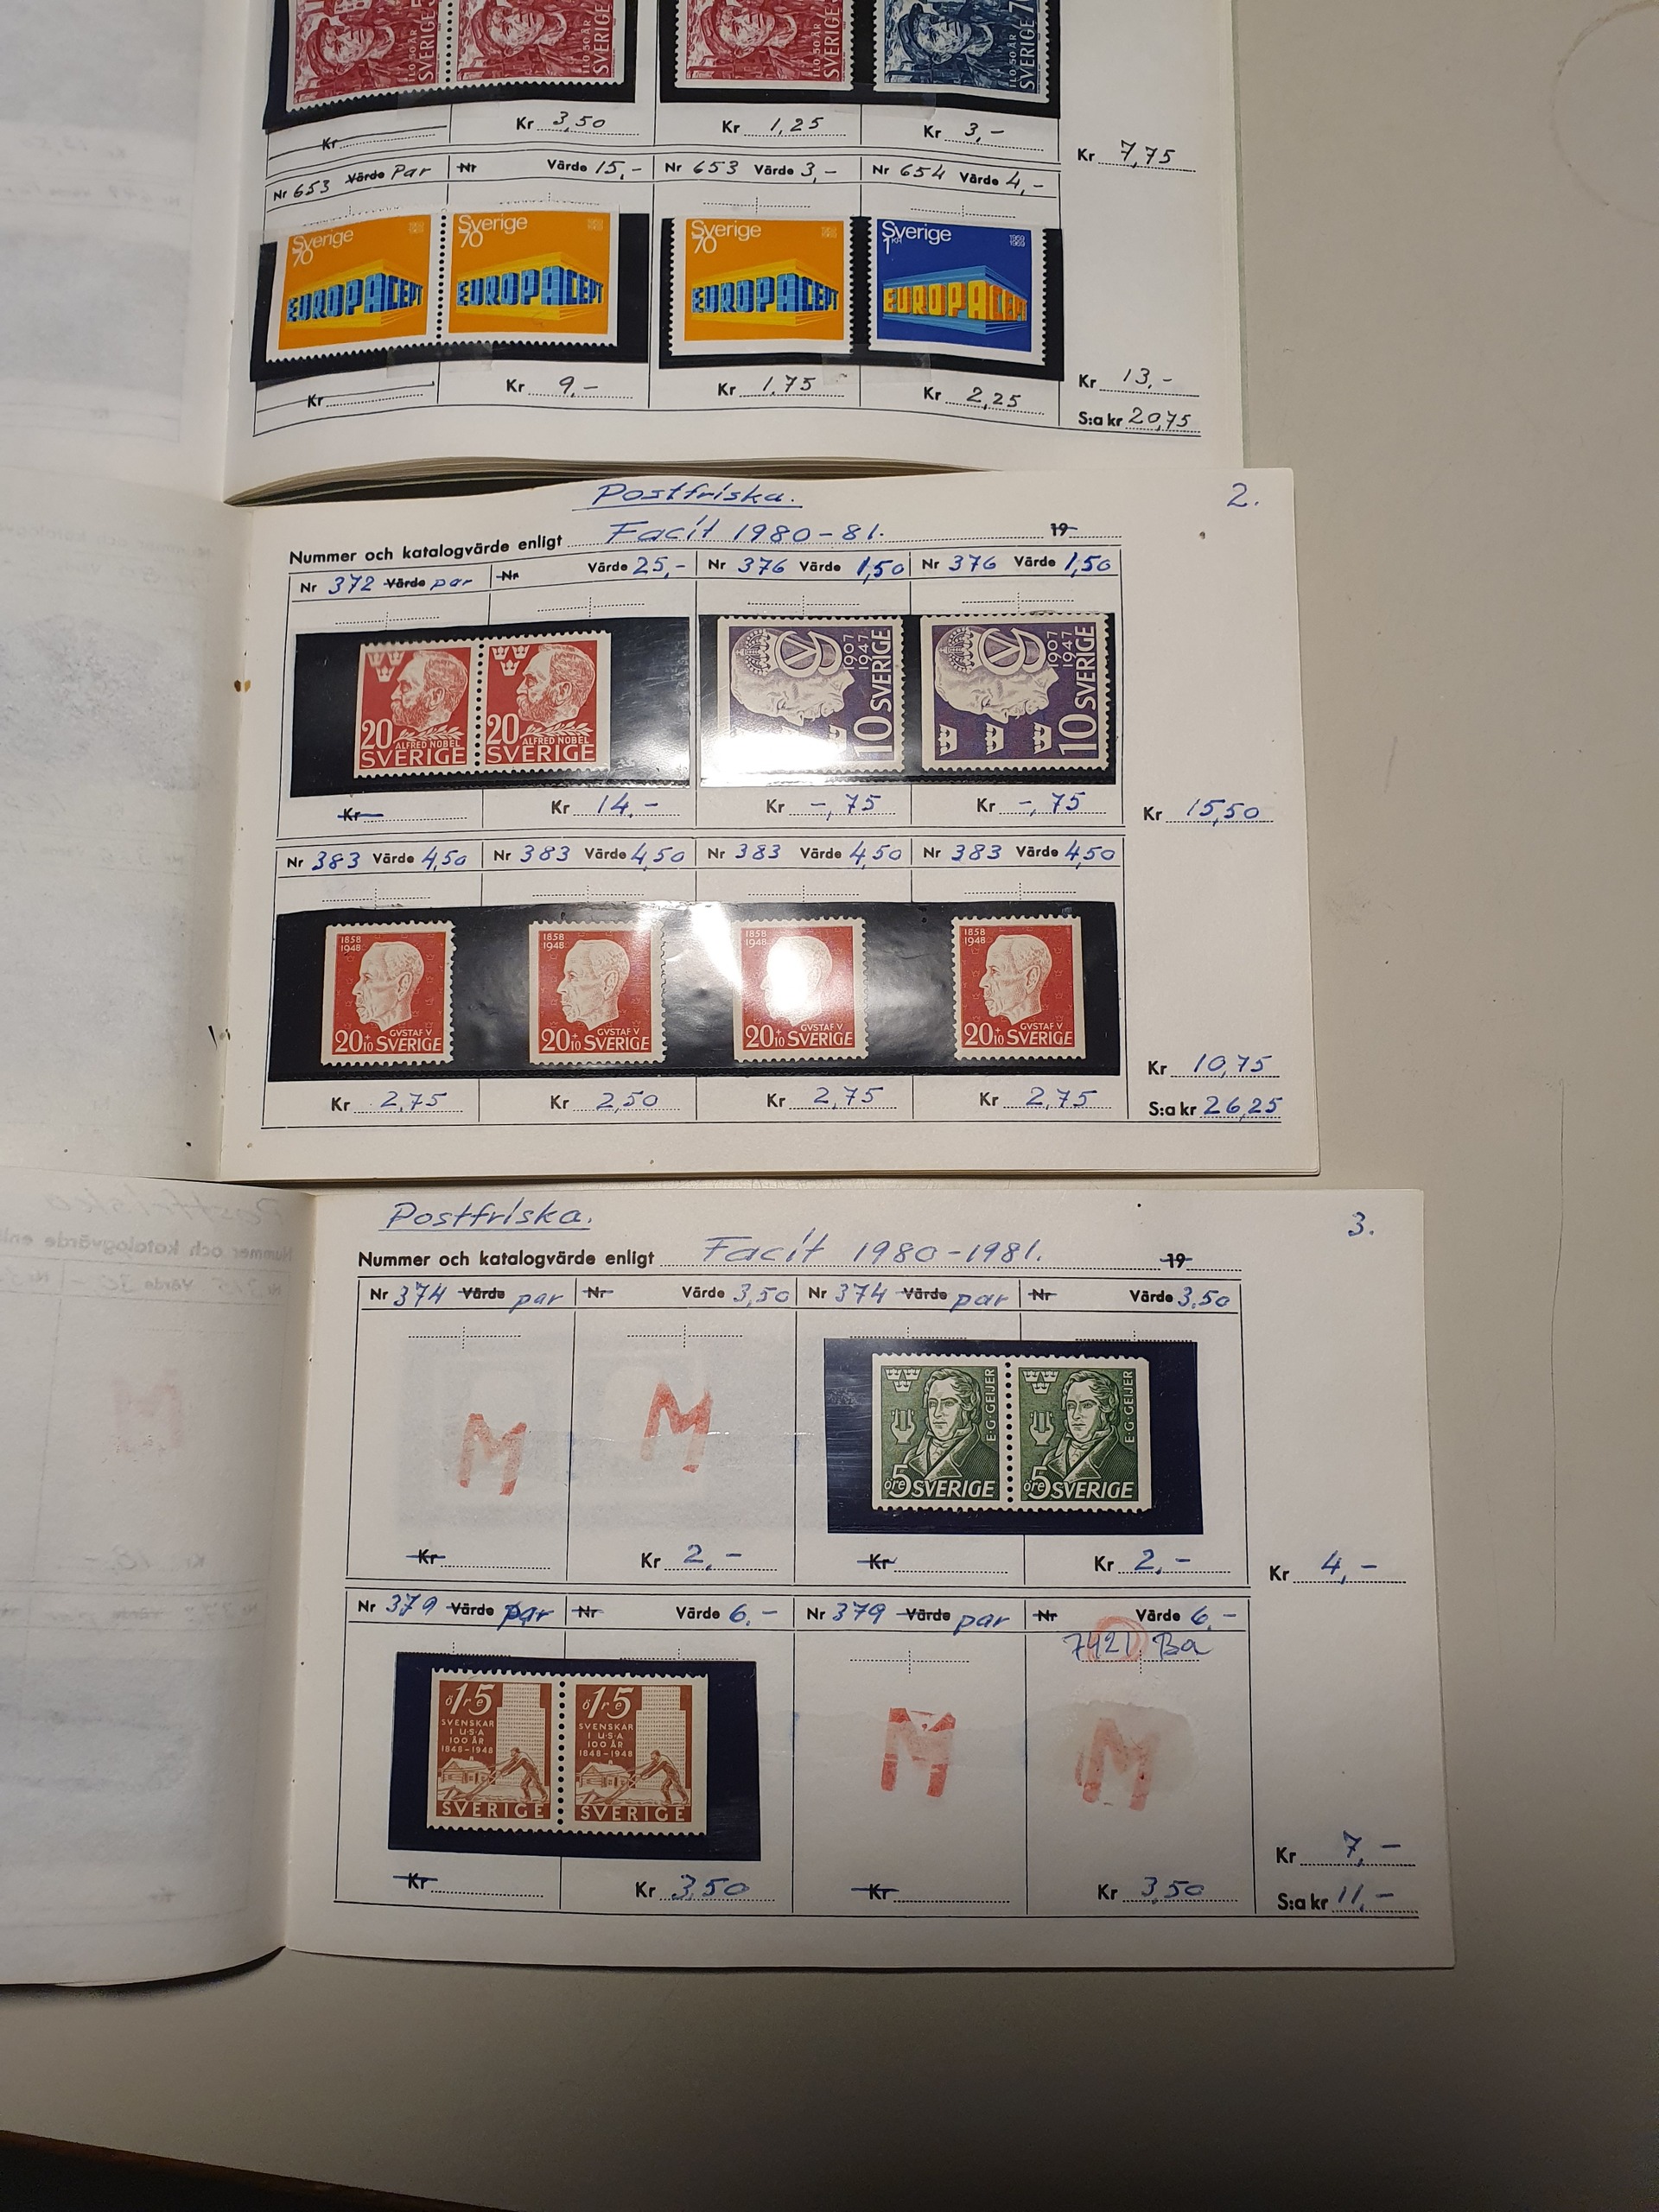 ILO 50 ÅR SVERIGE ILO 50 ÅR SVERIGE ILO 50 ÅR SVERIGE 7
Kr Kr 3,50 Kr 1,25 Kr 3,-
Kr 7,75
Nr 653 Värde Par Nr Värde 15,- Nr 653 Värde 3,- Nr 654 Värde 4,-
Sverige 70 Sverige 70 Sverige 70 Sverige 1 KR 1959 1969
EUROPA CEPT EUROPA CEPT EUROPA CEPT EUROPA CEPT
Kr Kr 9,- Kr 1,75 Kr 2,25
Kr 13,-
S:a kr 20,75
Postfriska. 2.
Nummer och katalogvärde enligt Facit 1980-81. 19
Nr 372 Värde par Nr Värde 25,- Nr 376 Värde 1,50 Nr 376 Värde 1,50
20 ALFRED NOBEL SVERIGE 20 ALFRED NOBEL SVERIGE
1907 1947 10 SVERIGE 1907 1947 10 SVERIGE
Kr Kr 14,- Kr -,75 Kr -,75
Kr 15,50
Nr 383 Värde 4,50 Nr 383 Värde 4,50 Nr 383 Värde 4,50 Nr 383 Värde 4,50
1858 1948 1858 1948 1858 1948 1858 1948
GVSTAF V GVSTAF V GVSTAF V GVSTAF V
20+10 SVERIGE 20+10 SVERIGE 20+10 SVERIGE 20+10 SVERIGE
Kr 2,75 Kr 2,50 Kr 2,75 Kr 2,75
Kr 10,75
S:a kr 26,25
Postfriska. 3.
Nummer och katalogvärde enligt Facit 1980-1981. 19
Nr 374 Värde par Nr Värde 3,50 Nr 374 Värde par Nr Värde 3,50
M M
E·G·GEIJER E·G·GEIJER
öre 5 SVERIGE öre 5 SVERIGE
Kr Kr 2,- Kr Kr 2,-
Kr 4,-
Nr 379 Värde par Nr Värde 6,- Nr 379 Värde par Nr Värde 6,-
7421 Ba
öre 15 öre 15
SVENSKAR SVENSKAR
I U·S·A I U·S·A
100 ÅR 100 ÅR
1848-1948 1848-1948
SVERIGE SVERIGE
M M
Kr Kr 3,50 Kr Kr 3,50
Kr 7,-
S:a kr 11,-